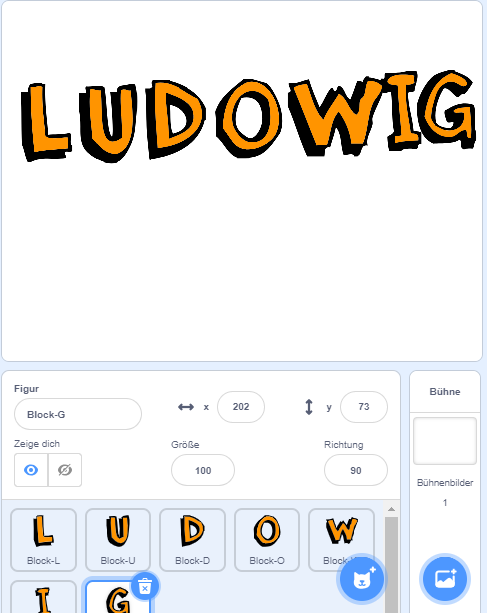 LUDOWIG
Figur
Block-G
x 202
y 73
Zeige dich
Größe
100
Richtung
90
Bühne
Bühnenbilder
1
L U D O W
Block-L Block-U Block-D Block-O
I G